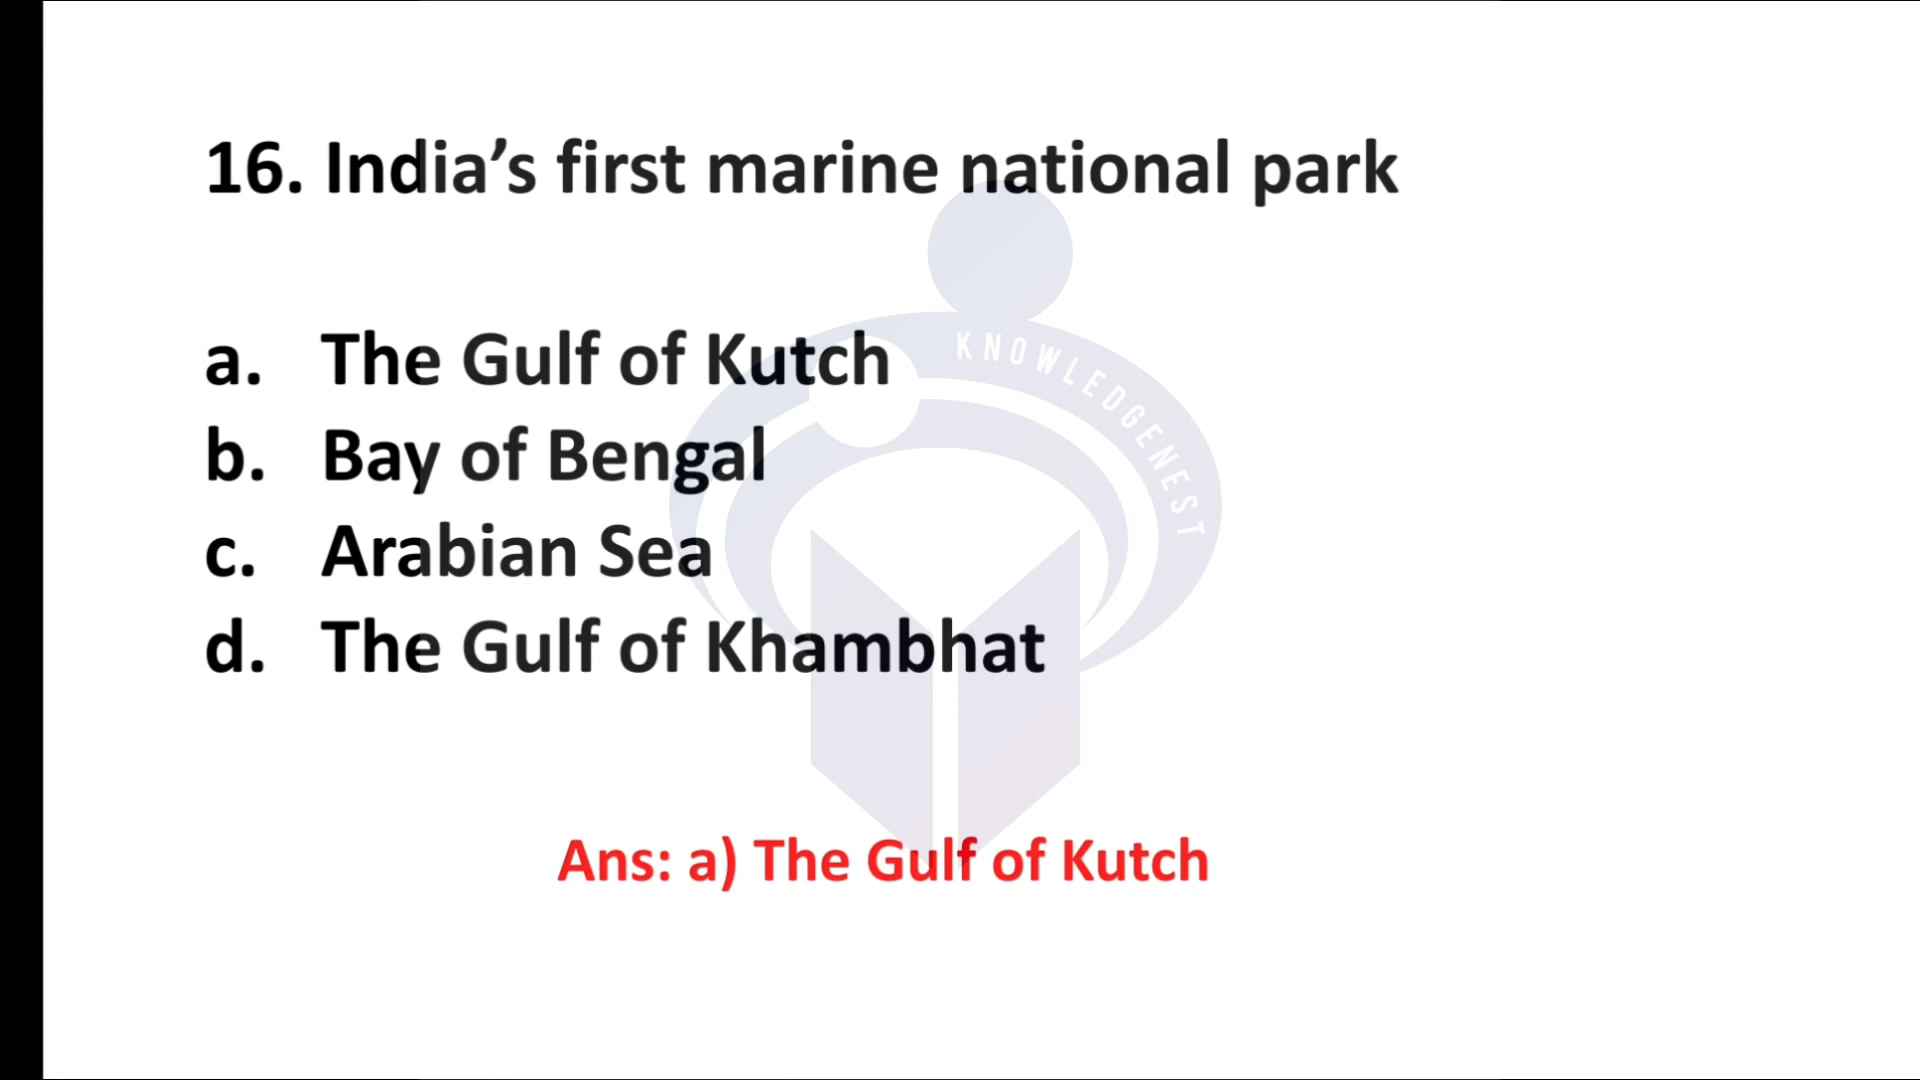 16. India’s first marine national park
KNOWLEDGENEST
a. The Gulf of Kutch
b. Bay of Bengal
c. Arabian Sea
d. The Gulf of Khambhat
Ans: a) The Gulf of Kutch